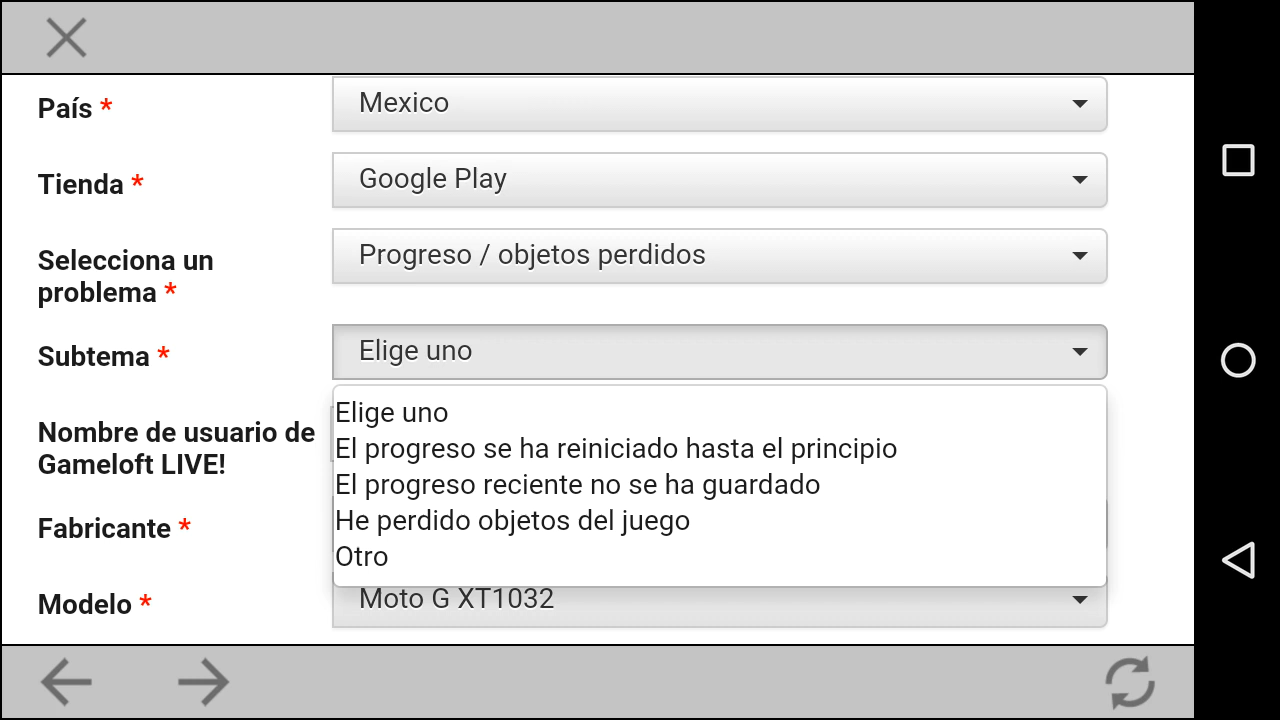 País * Mexico
Tienda * Google Play
Selecciona un
problema * Progreso / objetos perdidos
Subtema * Elige uno
Elige uno
El progreso se ha reiniciado hasta el principio
El progreso reciente no se ha guardado
He perdido objetos del juego
Otro
Nombre de usuario de
Gameloft LIVE!
Fabricante *
Modelo * Moto G XT1032